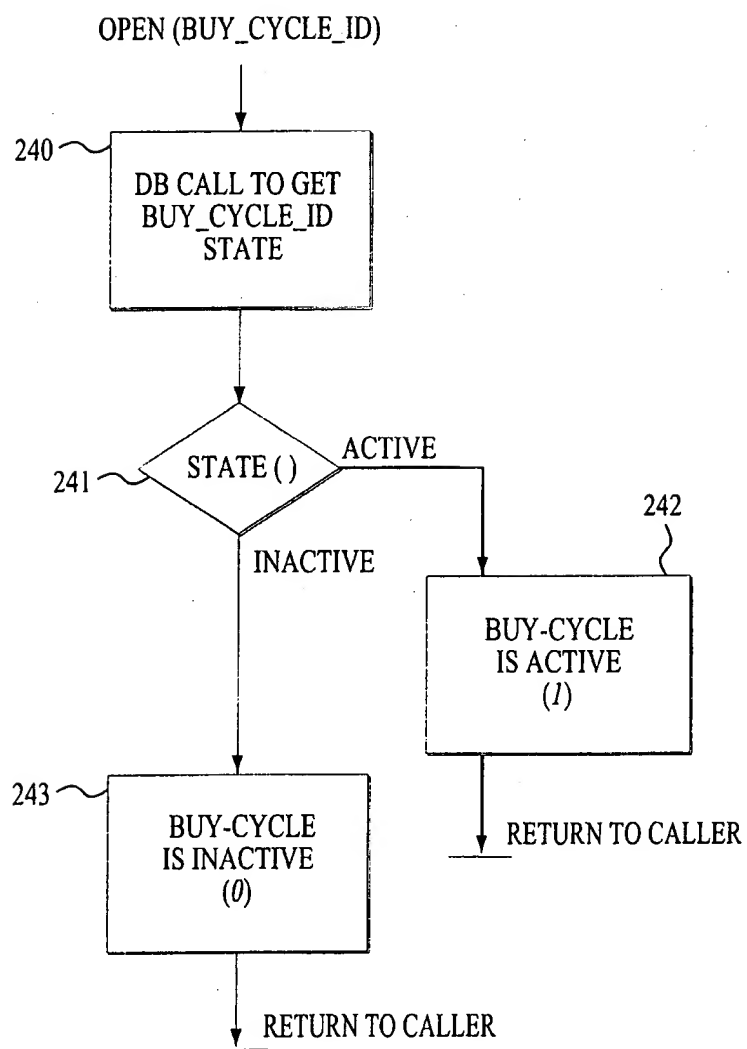 OPEN (BUY_CYCLE_ID)
240
DB CALL TO GET
BUY_CYCLE_ID
STATE
241
STATE ( )
ACTIVE
INACTIVE
242
BUY-CYCLE
IS ACTIVE
(1)
RETURN TO CALLER
243
BUY-CYCLE
IS INACTIVE
(0)
RETURN TO CALLER